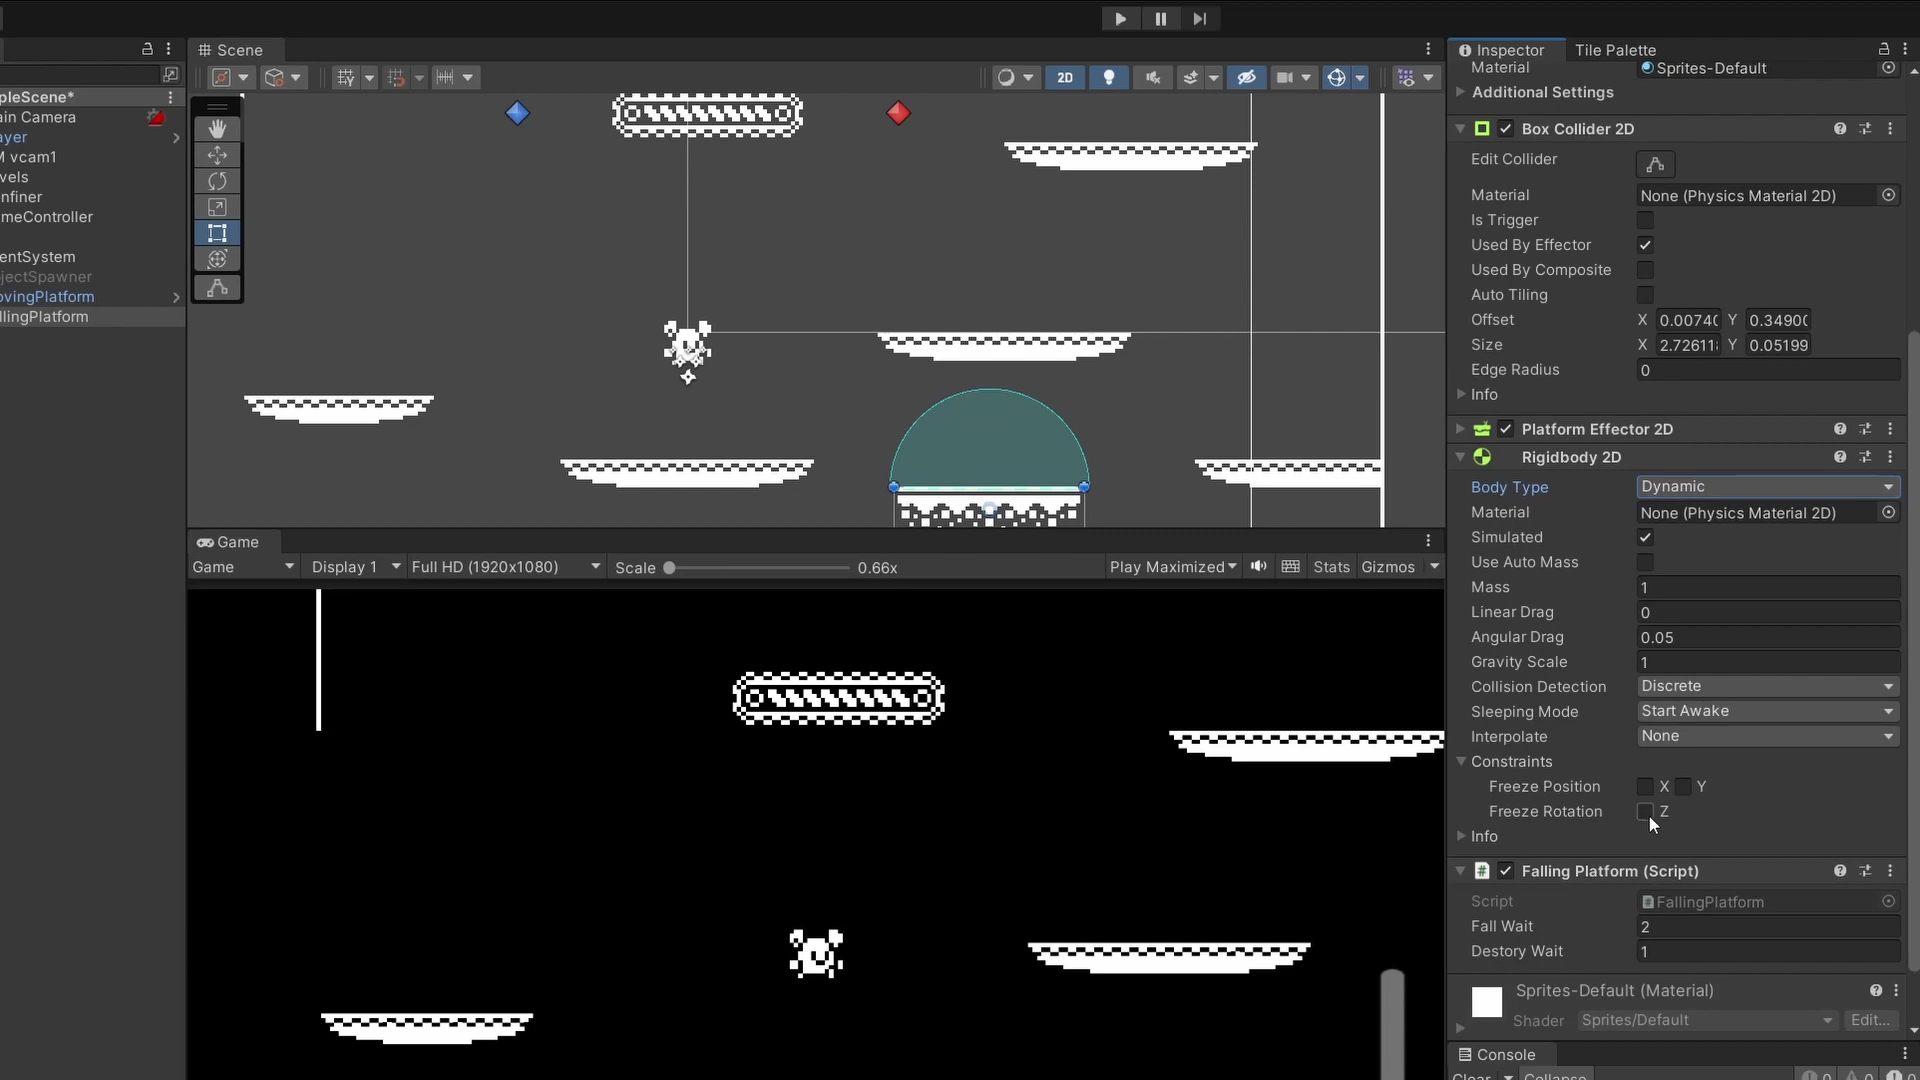 Scene
Inspector
Tile Palette
Material
Sprites-Default
Additional Settings
2D
pleScene*
ain Camera
ayer
M vcam1
vels
nfiner
meController
entSystem
jectSpawner
ovingPlatform
llingPlatform
Box Collider 2D
Edit Collider
Material
None (Physics Material 2D)
Is Trigger
Used By Effector
Used By Composite
Auto Tiling
Offset
X 0.0074( Y 0.3490(
Size
X 2.72611 Y 0.05199
Edge Radius
0
Info
Platform Effector 2D
Rigidbody 2D
Body Type
Dynamic
Material
None (Physics Material 2D)
Simulated
Use Auto Mass
Mass
1
Linear Drag
0
Angular Drag
0.05
Gravity Scale
1
Collision Detection
Discrete
Sleeping Mode
Start Awake
Interpolate
None
Constraints
Freeze Position
X Y
Freeze Rotation
Z
Info
Falling Platform (Script)
Script
FallingPlatform
Fall Wait
2
Destory Wait
1
Sprites-Default (Material)
Shader
Sprites/Default
Edit...
Console
Clear
Collapse
Game
Game
Display 1
Full HD (1920x1080)
Scale
0.66x
Play Maximized
Stats
Gizmos